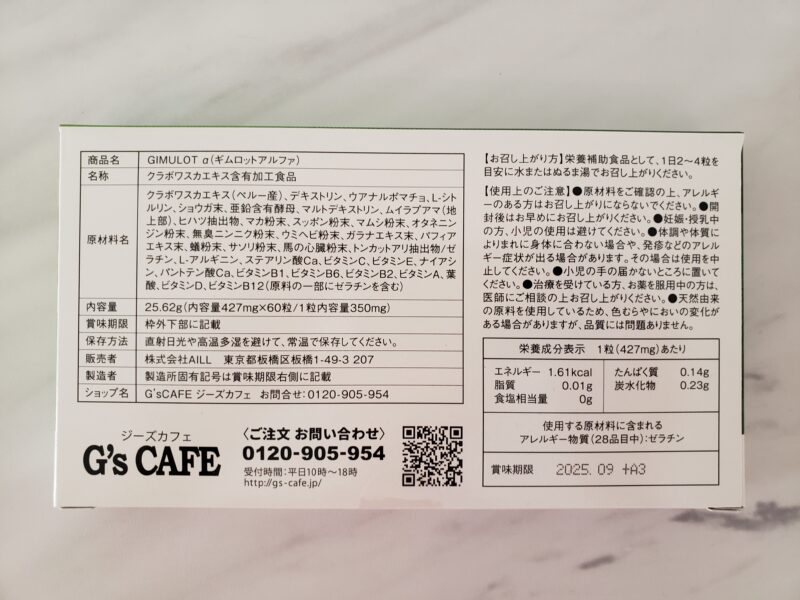 商品名 GIMULOT α(ギムロットアルファ)
名称 クラボワスカエキス含有加工食品
原材料名
クラボワスカエキス(ペルー産)、デキストリン、ウアナルポマチョ、L-シト
ルリン、ショウガ末、亜鉛含有酵母、マルトデキストリン、ムイラプアマ(地
上部)、ヒハツ抽出物、マカ粉末、スッポン粉末、マムシ粉末、オタネニン
ジン粉末、無臭ニンニク粉末、ウミヘビ粉末、ガラナエキス末、パフィア
エキス末、蟻粉末、サソリ粉末、馬の心臓粉末、トンカットアリ抽出物/ゼ
ラチン、L-アルギニン、ステアリン酸Ca、ビタミンC、ビタミンE、ナイアシ
ン、パントテン酸Ca、ビタミンB1、ビタミンB6、ビタミンB2、ビタミンA、葉
酸、ビタミンD、ビタミンB12(原料の一部にゼラチンを含む)
内容量 25.62g(内容量427mg×60粒/1粒内容量350mg)
賞味期限 枠外下部に記載
保存方法 直射日光や高温多湿を避けて、常温で保存してください。
販売者 株式会社AILL 東京都板橋区板橋1-49-3 207
製造者 製造所固有記号は賞味期限右側に記載
ショップ名 G'sCAFE ジーズカフェ お問合せ:0120-905-954
ジーズカフェ
G's CAFE
〈ご注文 お問い合わせ〉
0120-905-954
受付時間:平日10時〜18時
http://gs-cafe.jp/
【お召し上がり方】栄養補助食品として、1日2〜4粒を
目安に水またはぬるま湯でお召し上がりください。
【使用上のご注意】●原材料をご確認の上、アレルギ
ーのある方はお召し上がりにならないでください。●開
封後はお早めにお召し上がりください。●妊娠・授乳中
の方、小児の使用は避けてください。●体調や体質に
よりまれに身体に合わない場合や、発疹などのアレル
ギー症状が出る場合があります。その場合は使用を中
止してください。●小児の手の届かないところに置いて
ください。●治療を受けている方、お薬を服用中の方は、
医師にご相談の上お召し上がりください。●天然由来
の原料を使用しているため、色むらやにおいの変化が
ある場合がありますが、品質には問題ありません。
栄養成分表示 1粒(427mg)あたり
エネルギー 1.61kcal たんぱく質 0.14g
脂質 0.01g 炭水化物 0.23g
食塩相当量 0g
使用する原材料に含まれる
アレルギー物質(28品目中):ゼラチン
賞味期限 2025.09 +A3